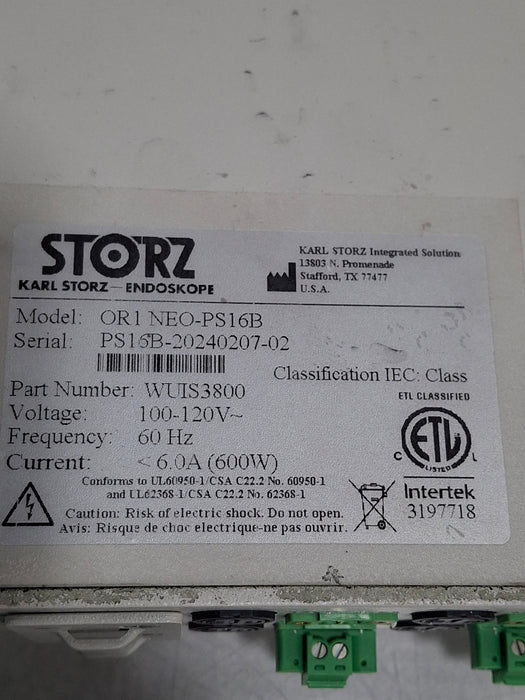 STORZ
KARL STORZ — ENDOSKOPE
KARL STORZ Integrated Solution
13803 N. Promenade
Stafford, TX 77477
U.S.A.
Model: OR1 NEO-PS16B
Serial: PS16B-20240207-02
Classification IEC: Class
Part Number: WUIS3800
Voltage: 100-120V~
Frequency: 60 Hz
Current: < 6.0A (600W)
ETL CLASSIFIED
ETL
LISTED
C
Intertek
3197718
Conforms to UL60950-1/CSA C22.2 No. 60950-1
and UL62368-1/CSA C22.2 No. 62368-1
Caution: Risk of electric shock. Do not open.
Avis: Risque de choc electrique-ne pas ouvrir.